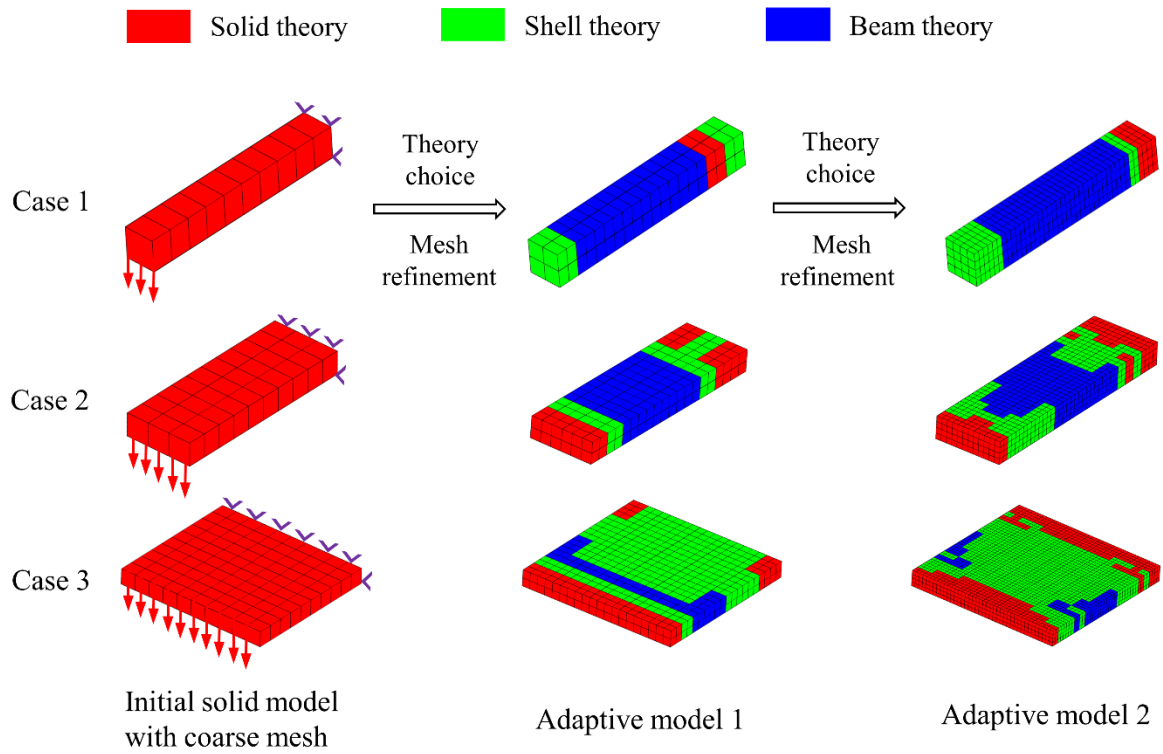 Solid theory
Shell theory
Beam theory
Case 1
Theory
choice
Mesh
refinement
Theory
choice
Mesh
refinement
Case 2
Case 3
Initial solid model
with coarse mesh
Adaptive model 1
Adaptive model 2